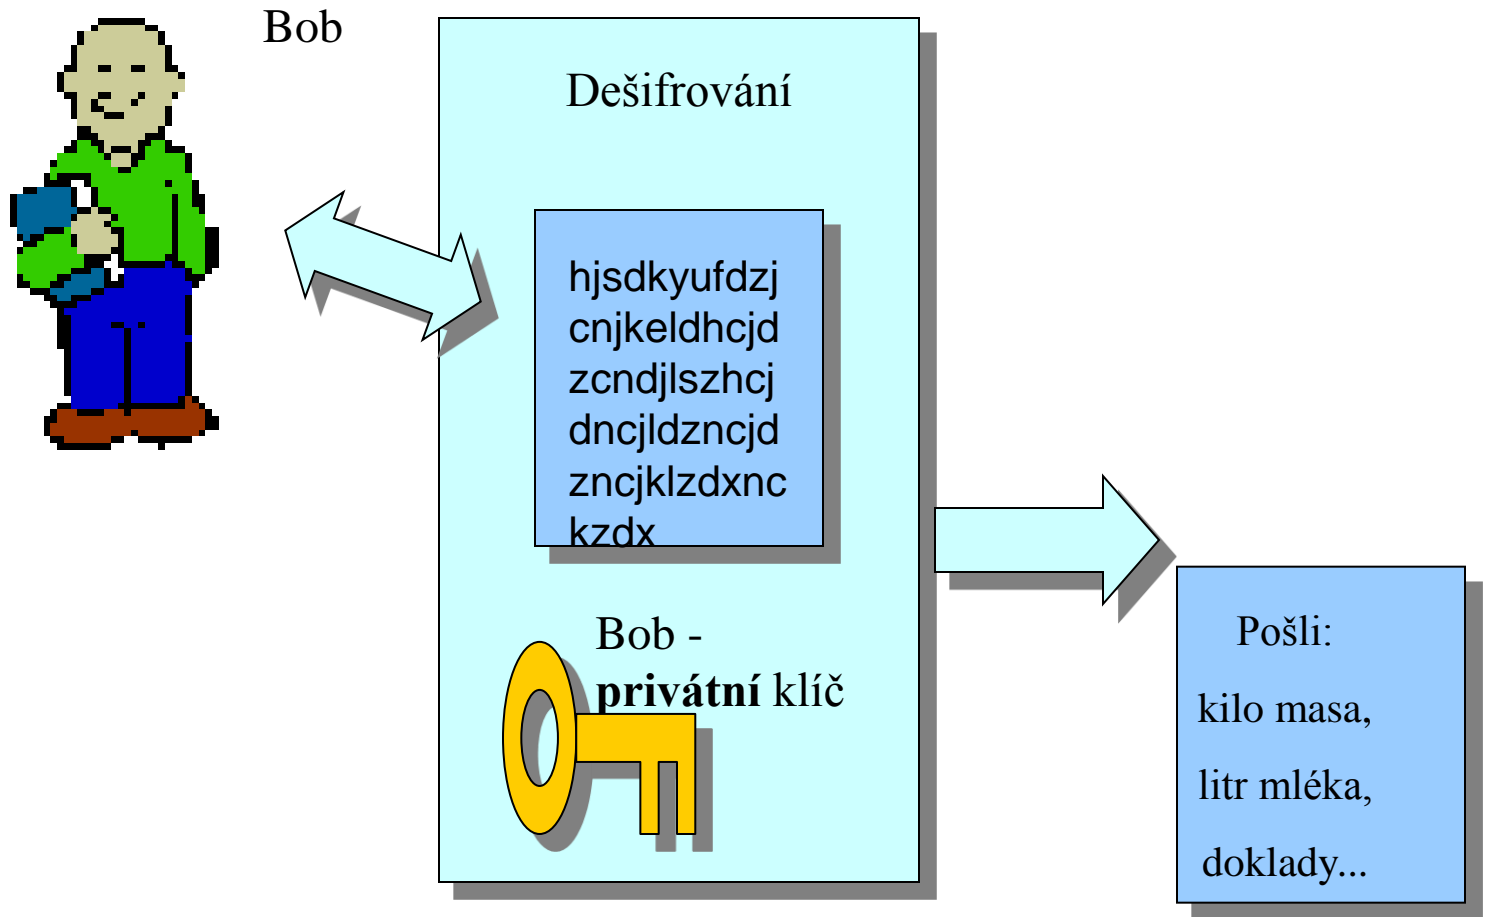 Bob
Dešifrování
hjsdkyufdzj
cnjkeldhcjd
zcndjlszhcj
dncjldzncjd
zncjklzdxnc
kzdx
Bob -
privátní klíč
Pošli:
kilo masa,
litr mléka,
doklady...